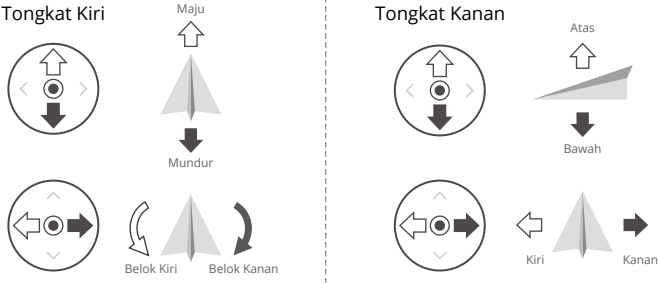 Tongkat Kiri
Maju
Mundur
Belok Kiri
Belok Kanan
Tongkat Kanan
Atas
Bawah
Kiri
Kanan